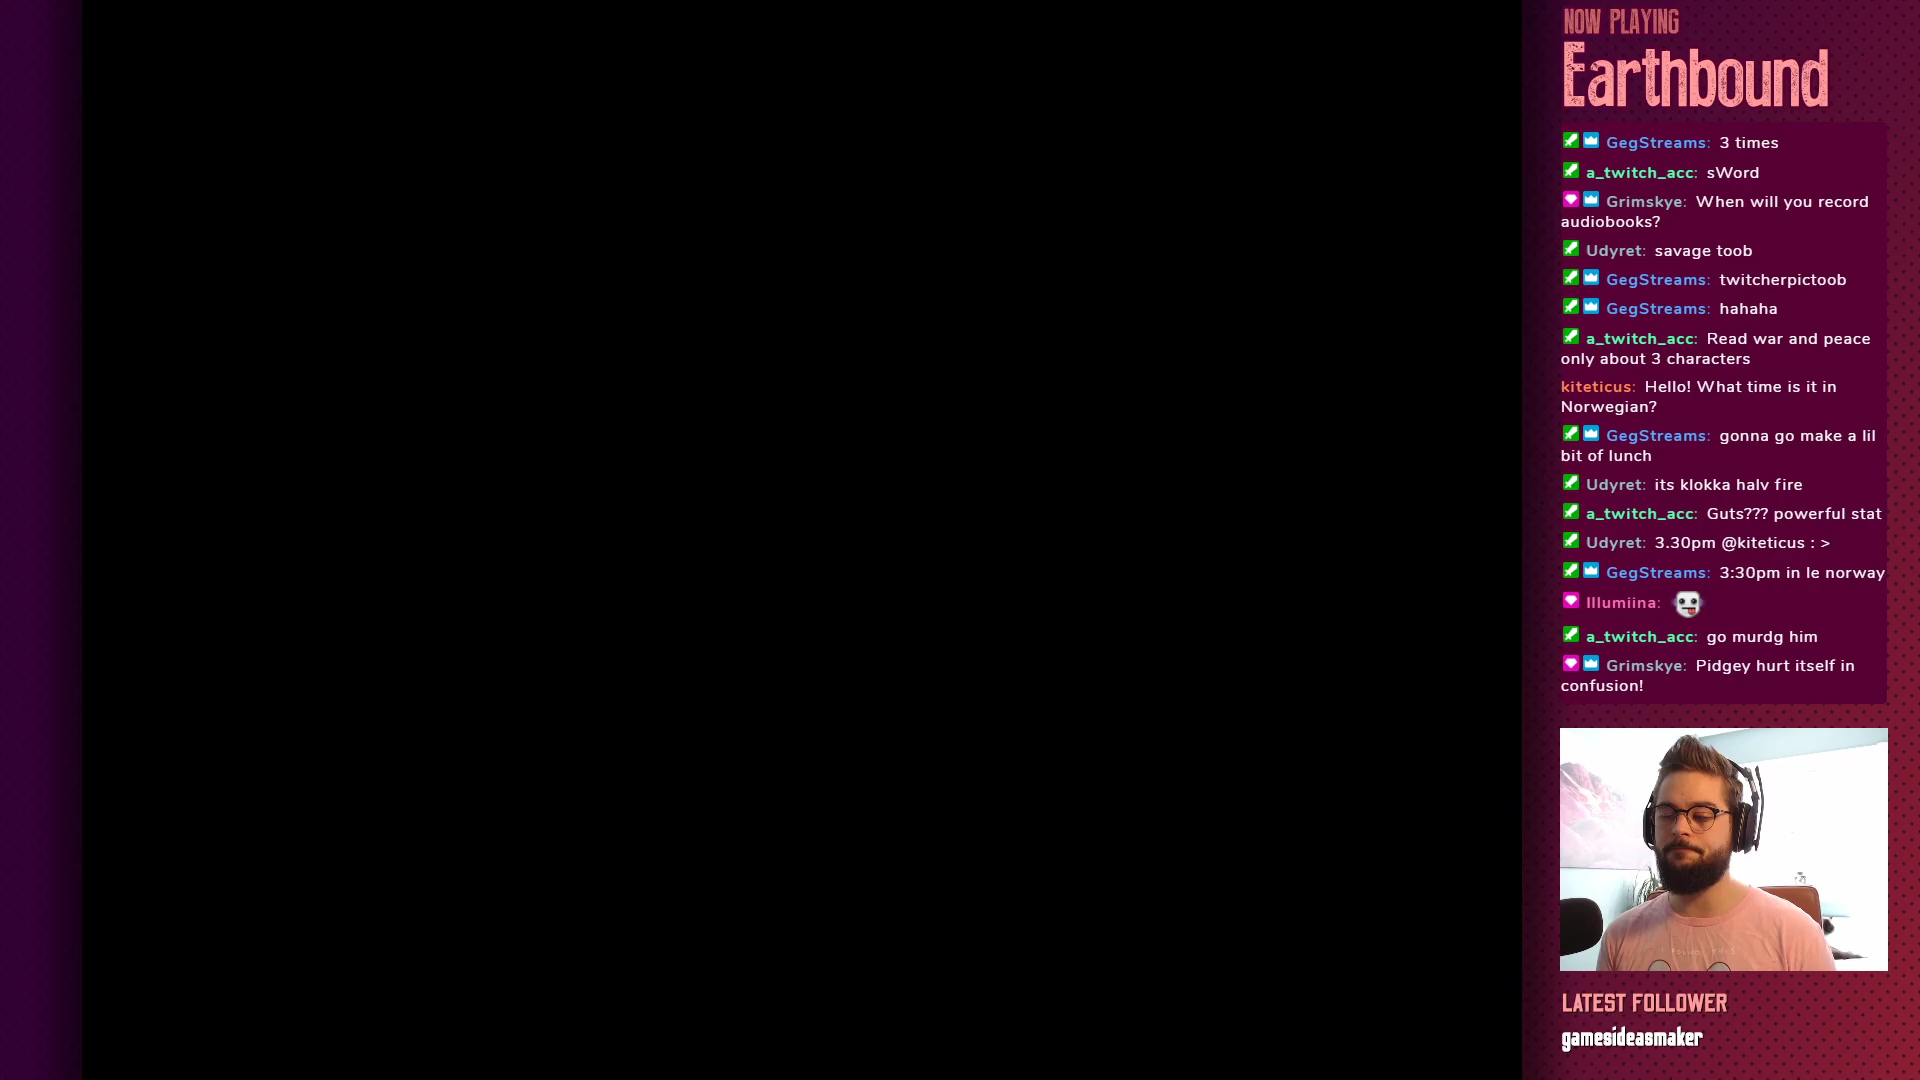 NOW PLAYING
Earthbound
GegStreams: 3 times
a_twitch_acc: sWord
Grimskye: When will you record
audiobooks?
Udyret: savage toob
GegStreams: twitcherpictoob
GegStreams: hahaha
a_twitch_acc: Read war and peace
only about 3 characters
kiteticus: Hello! What time is it in
Norwegian?
GegStreams: gonna go make a lil
bit of lunch
Udyret: its klokka halv fire
a_twitch_acc: Guts??? powerful stat
Udyret: 3.30pm @kiteticus : >
GegStreams: 3:30pm in le norway
Illumiina:
a_twitch_acc: go murdg him
Grimskye: Pidgey hurt itself in
confusion!
LATEST FOLLOWER
gamesideasmaker